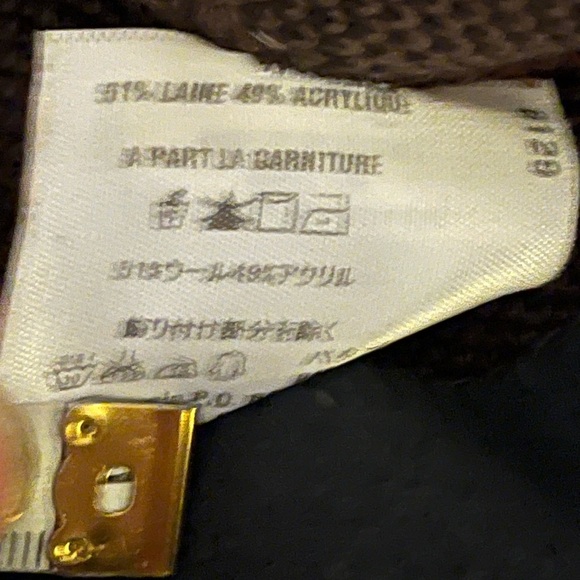 51% LAINE 49% ACRYLIQUE
A PART LA GARNITURE
51%ウール49%アクリル
飾り付け部分を除く
P.O